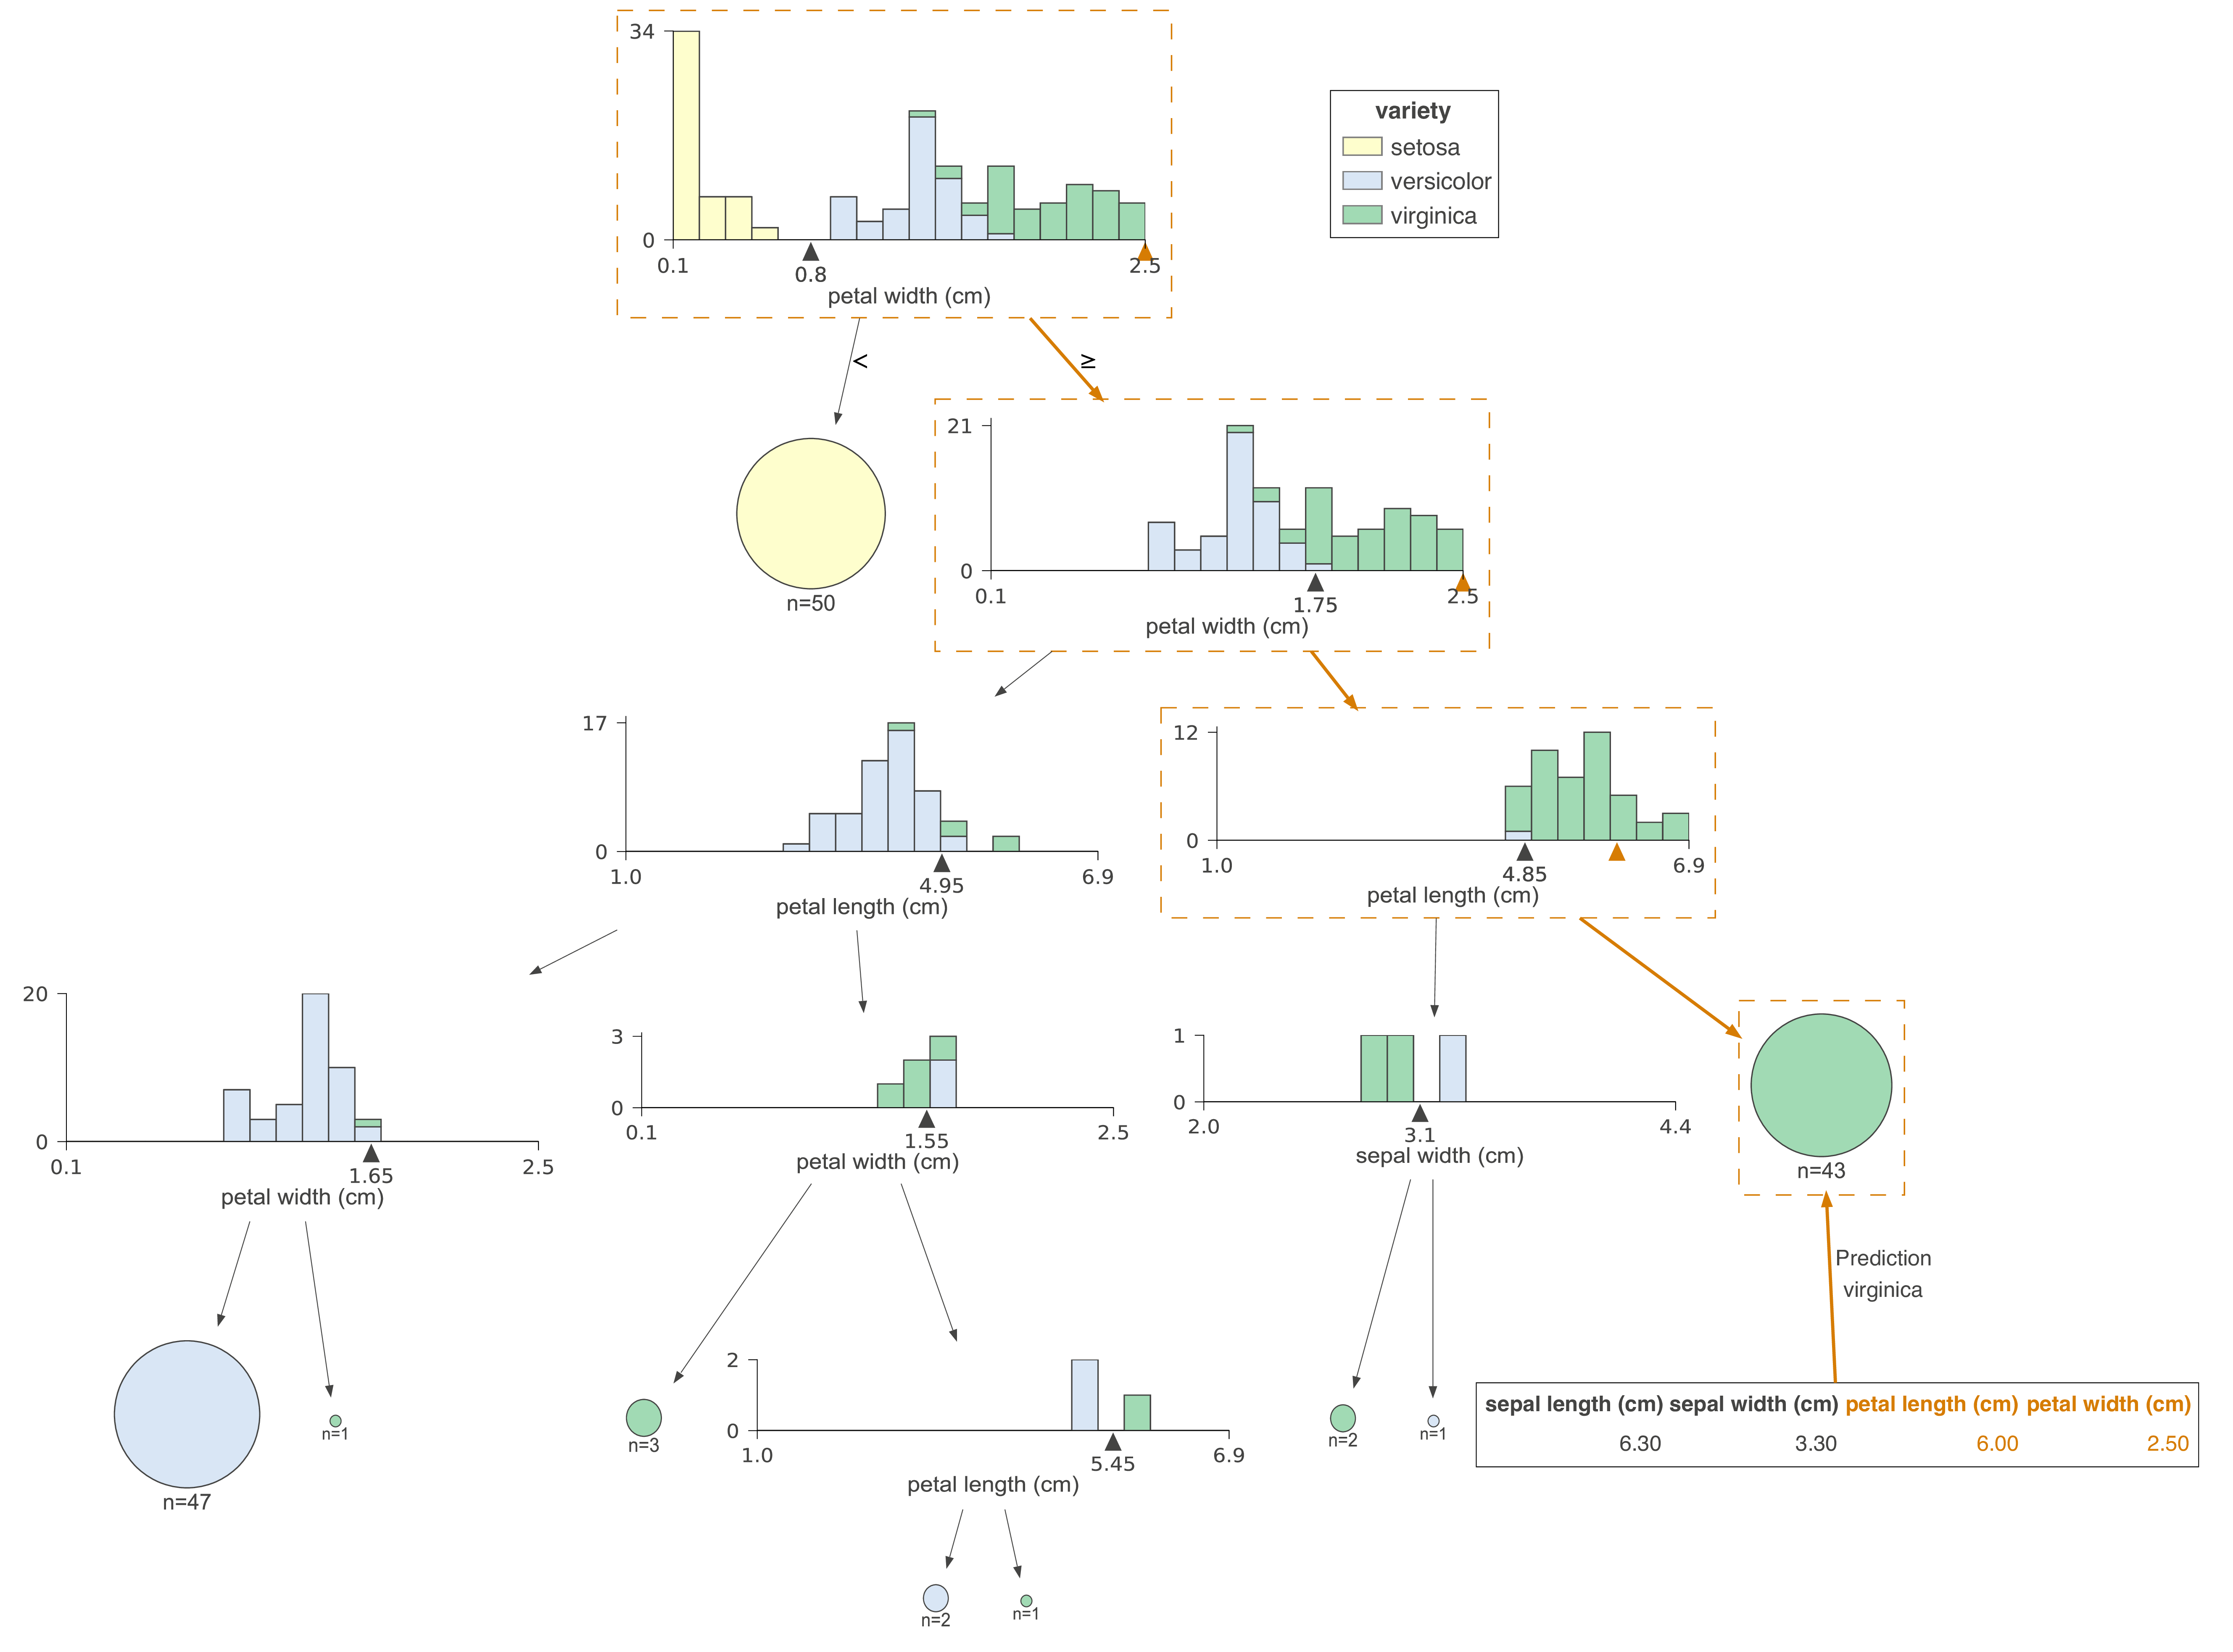 34
0
0.1
0.8
2.5
petal width (cm)
variety
setosa
versicolor
virginica
<
≥
n=50
21
0
0.1
1.75
2.5
petal width (cm)
17
0
1.0
4.95
6.9
petal length (cm)
12
0
1.0
4.85
6.9
petal length (cm)
20
0
0.1
1.65
2.5
petal width (cm)
3
0
0.1
1.55
2.5
petal width (cm)
1
0
2.0
3.1
4.4
sepal width (cm)
n=43
Prediction
virginica
n=47
n=1
n=3
2
0
1.0
5.45
6.9
petal length (cm)
n=2
n=1
sepal length (cm) sepal width (cm) petal length (cm) petal width (cm)
6.30 3.30 6.00 2.50
n=2
n=1